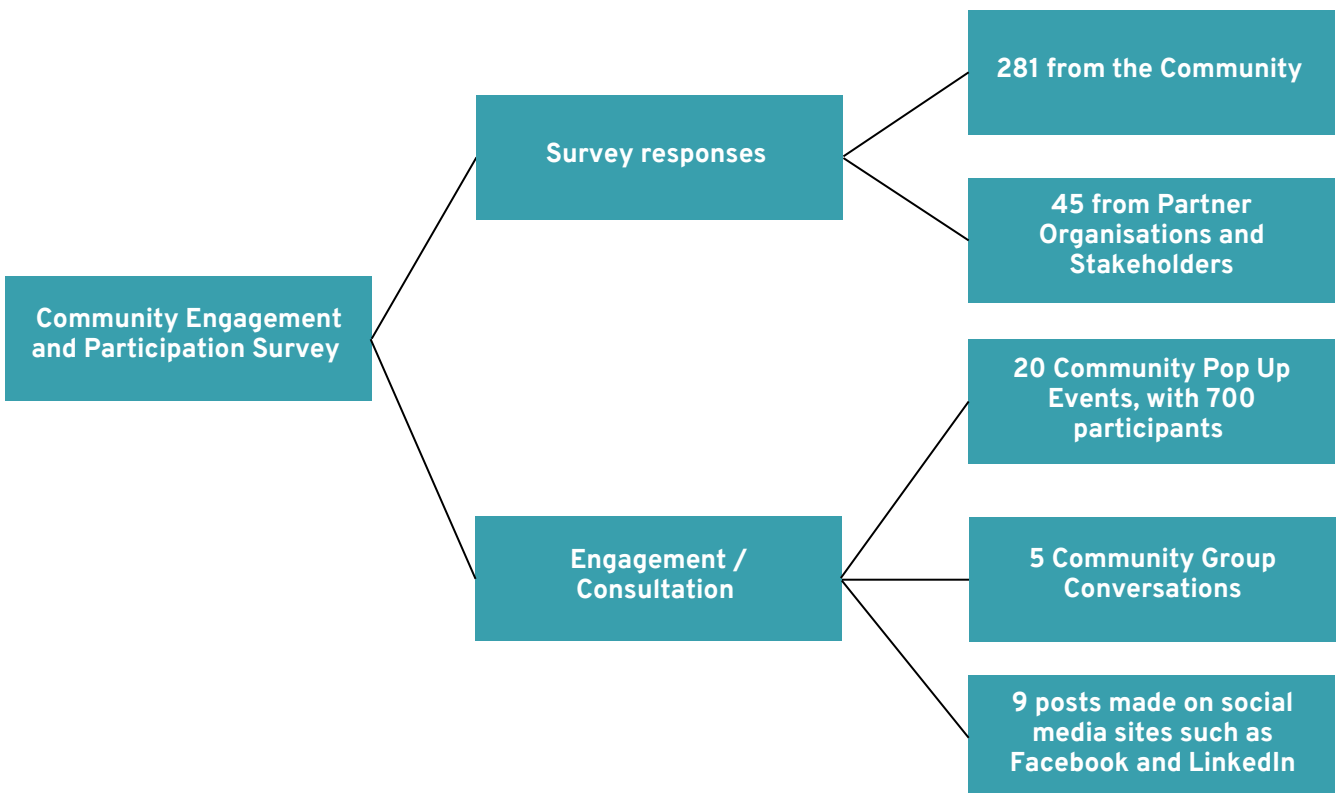 Community Engagement
and Participation Survey
Survey responses
281 from the Community
45 from Partner
Organisations and
Stakeholders
Engagement /
Consultation
20 Community Pop Up
Events, with 700
participants
5 Community Group
Conversations
9 posts made on social
media sites such as
Facebook and LinkedIn